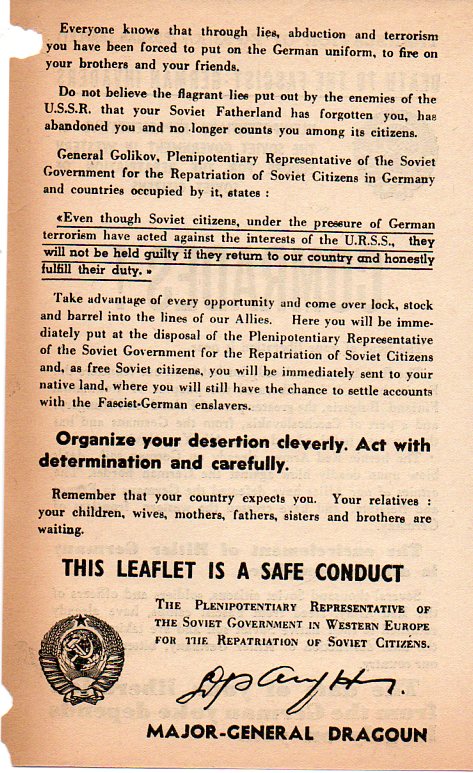 Everyone knows that through lies, abduction and terrorism
you have been forced to put on the German uniform, to fire on
your brothers and your friends.
Do not believe the flagrant lies put out by the enemies of the
U.S.S.R. that your Soviet Fatherland has forgotten you, has
abandoned you and no longer counts you among its citizens.
General Golikov, Plenipotentiary Representative of the Soviet
Government for the Repatriation of Soviet Citizens in Germany
and countries occupied by it, states :
«Even though Soviet citizens, under the pressure of German
terrorism have acted against the interests of the U.R.S.S., they
will not be held guilty if they return to our country and honestly
fulfill their duty. »
Take advantage of every opportunity and come over lock, stock
and barrel into the lines of our Allies. Here you will be imme-
diately put at the disposal of the Plenipotentiary Representative
of the Soviet Government for the Repatriation of Soviet Citizens
and, as free Soviet citizens, you will be immediately sent to your
native land, where you will still have the chance to settle accounts
with the Fascist-German enslavers.
Organize your desertion cleverly. Act with
determination and carefully.
Remember that your country expects you. Your relatives :
your children, wives, mothers, fathers, sisters and brothers are
waiting.
THIS LEAFLET IS A SAFE CONDUCT
THE PLENIPOTENTIARY REPRESENTATIVE OF
THE SOVIET GOVERNMENT IN WESTERN EUROPE
FOR THE REPATRIATION OF SOVIET CITIZÉNS.
MAJOR-GENERAL DRAGOUN